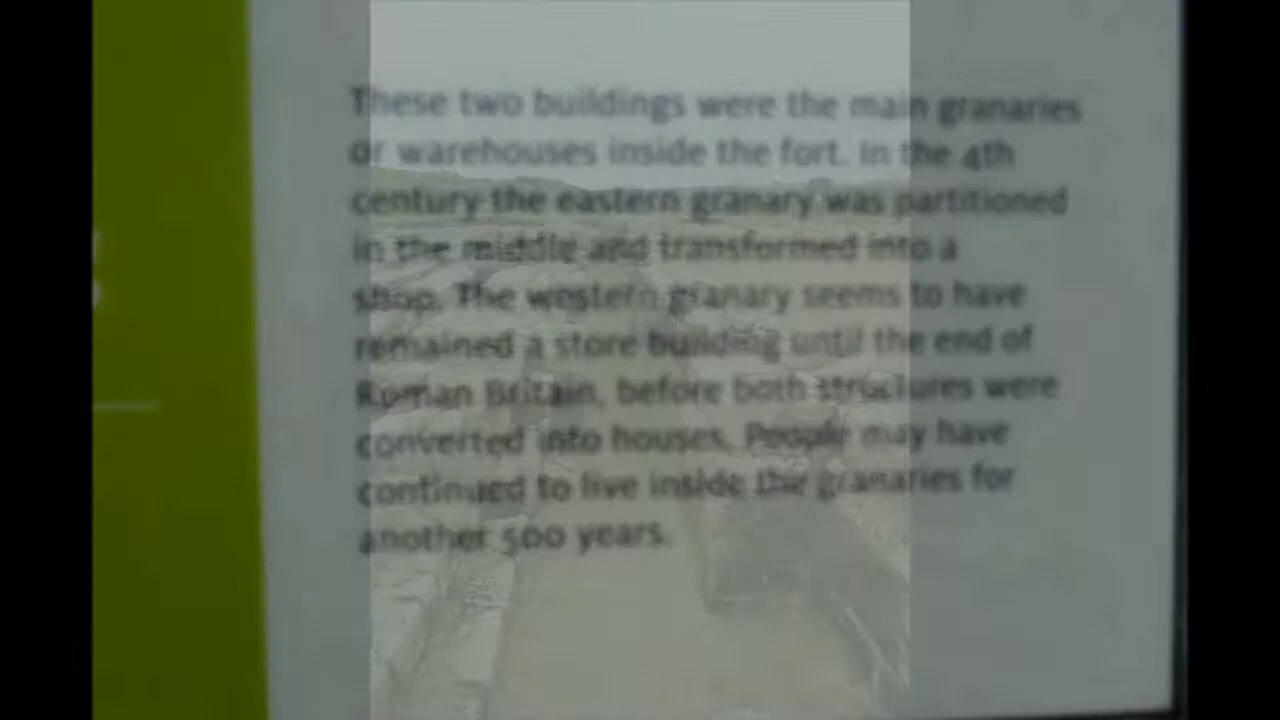 These two buildings were the main granaries
or warehouses inside the fort. In the 4th
century the eastern granary was partitioned
in the middle and transformed into a
shop. The western granary seems to have
remained a store building until the end of
Roman Britain, before both structures were
converted into houses. People may have
continued to live inside the granaries for
another 500 years.